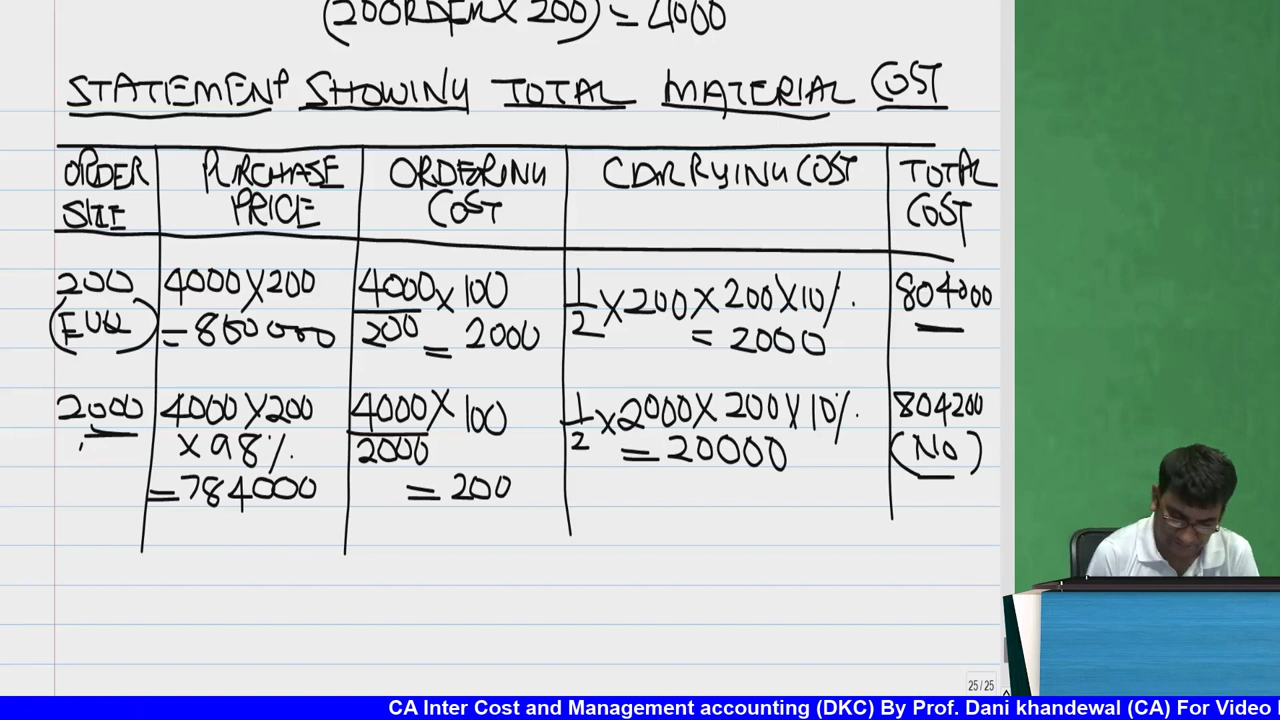 (20 ORDER X 200) = 4000
STATEMENT SHOWING TOTAL MATERIAL COST
ORDER SIZE PURCHASE PRICE ORDERING COST CARRYING COST TOTAL COST
200 (EOQ) 4000 X 200 = 800000 4000/200 X 100 = 2000 1/2 X 200 X 200 X 10% = 2000 804000
2000 4000 X 200 X 98% = 784000 4000/2000 X 100 = 200 1/2 X 2000 X 200 X 10% = 20000 804200 (NO)
25 / 25
CA Inter Cost and Management accounting (DKC) By Prof. Dani khandewal (CA) For Video